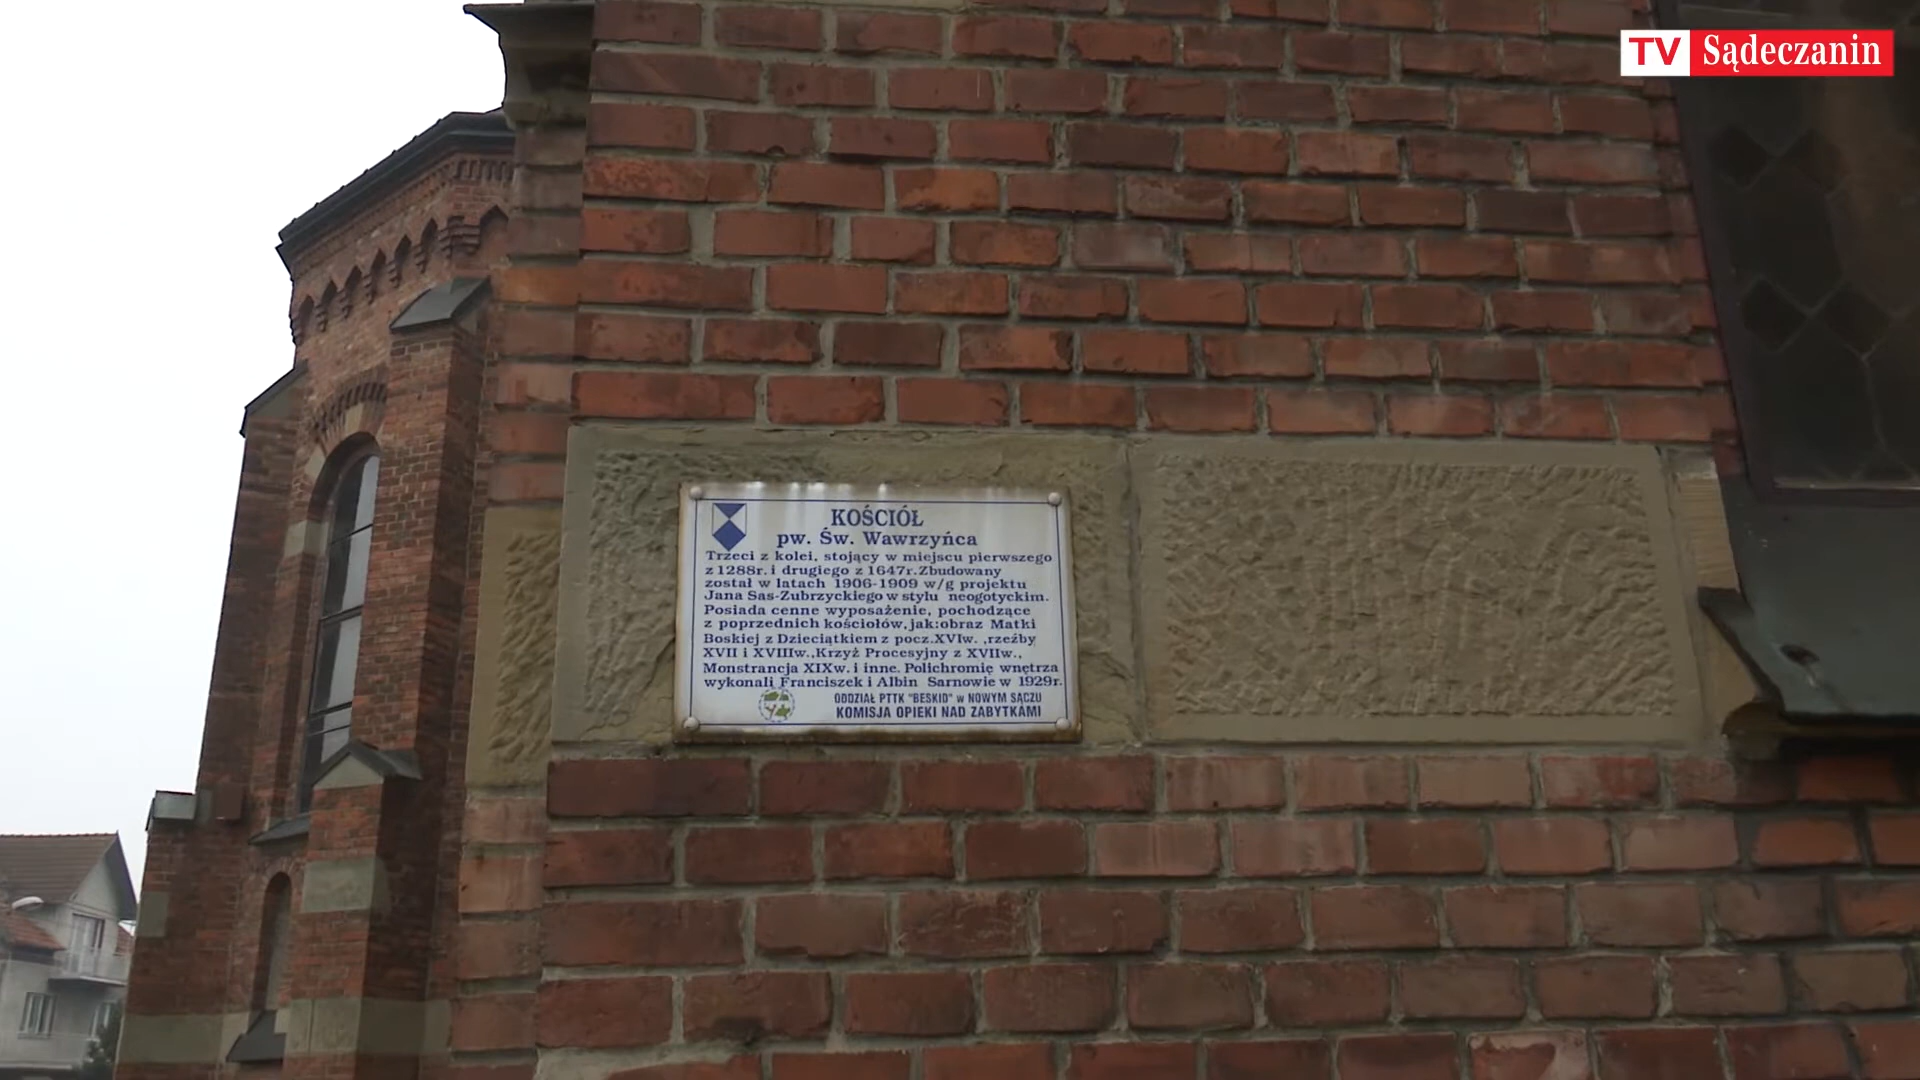 TV Sądeczanin
KOŚCIÓŁ
pw. Św. Wawrzyńca
Trzeci z kolei, stojący w miejscu pierwszego
z 1288r. i drugiego z 1647r. Zbudowany
został w latach 1906-1909 w/g projektu
Jana Sas-Zubrzyckiego w stylu neogotyckim.
Posiada cenne wyposażenie, pochodzące
z poprzednich kościołów, jak: obraz Matki
Boskiej z Dzieciątkiem z pocz. XVIw. ,rzeźby
XVII i XVIIIw., Krzyż Procesyjny z XVIIw.,
Monstrancja XIXw. i inne. Polichromię wnętrza
wykonali Franciszek i Albin Sarnowie w 1929r.
ODDZIAŁ PTTK "BESKID" w NOWYM SĄCZU
KOMISJA OPIEKI NAD ZABYTKAMI